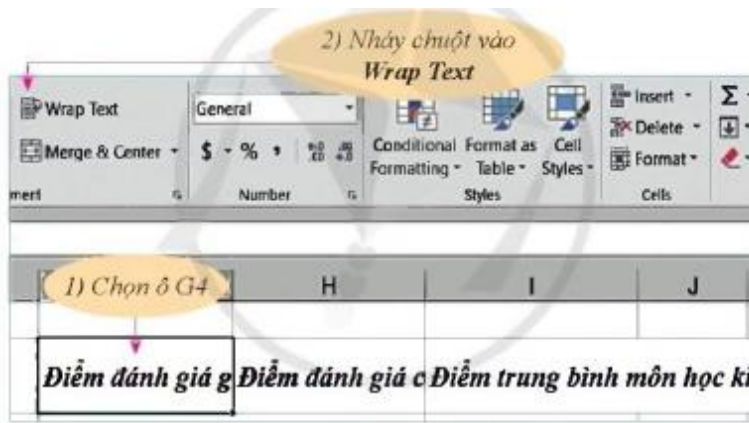 2) Nháy chuột vào
Wrap Text
Wrap Text
General
Insert
Σ
Merge & Center
$ % ,
Conditional Formatting
Format as Table
Cell Styles
Delete
Format
Number
Styles
Cells
1) Chọn ô G4
H I J
Điểm đánh giá g Điểm đánh giá c Điểm trung bình môn học kì